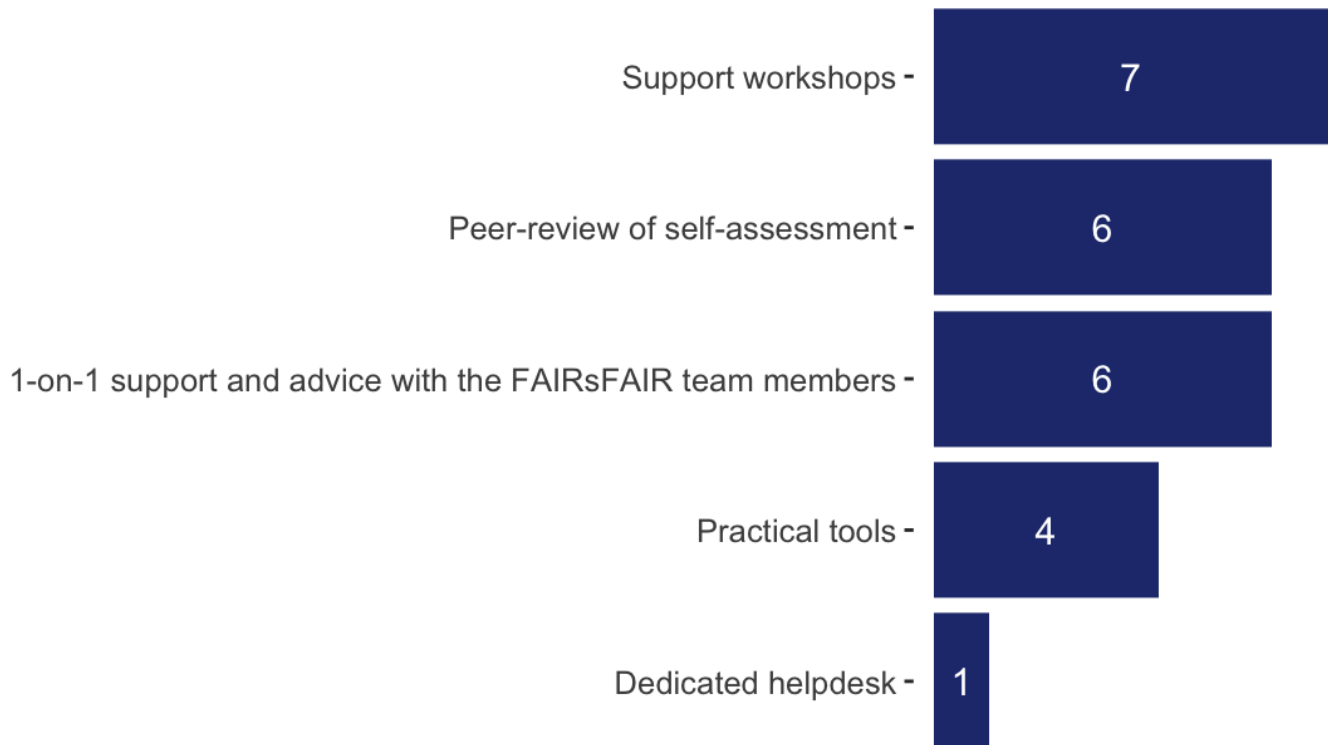 Support workshops - 7
Peer-review of self-assessment - 6
1-on-1 support and advice with the FAIRsFAIR team members - 6
Practical tools - 4
Dedicated helpdesk - 1